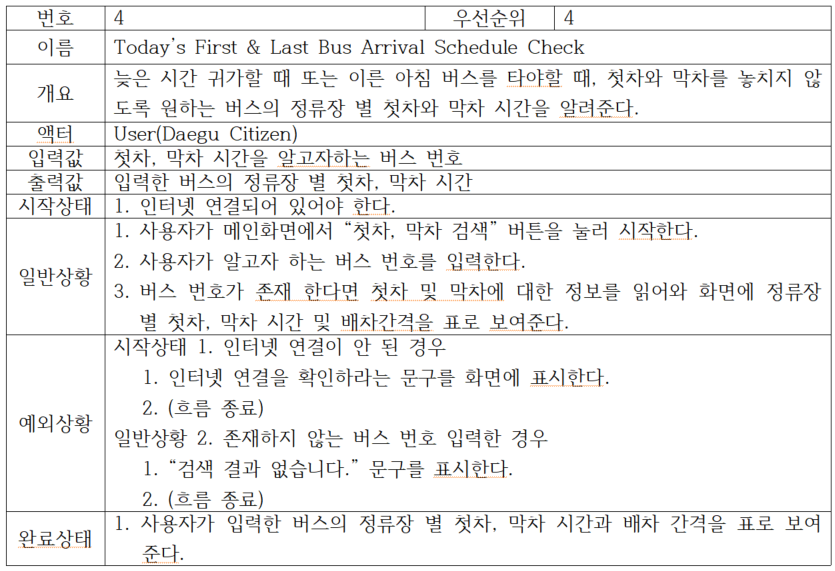 번호 4 우선순위 4
이름 Today's First & Last Bus Arrival Schedule Check
개요 늦은 시간 귀가할 때 또는 이른 아침 버스를 타야할 때, 첫차와 막차를 놓치지 않
도록 원하는 버스의 정류장 별 첫차와 막차 시간을 알려준다.
액터 User(Daegu Citizen)
입력값 첫차, 막차 시간을 알고자하는 버스 번호
출력값 입력한 버스의 정류장 별 첫차, 막차 시간
시작상태 1. 인터넷 연결되어 있어야 한다.
일반상황 1. 사용자가 메인화면에서 “첫차, 막차 검색” 버튼을 눌러 시작한다.
2. 사용자가 알고자 하는 버스 번호를 입력한다.
3. 버스 번호가 존재 한다면 첫차 및 막차에 대한 정보를 읽어와 화면에 정류장
별 첫차, 막차 시간 및 배차간격을 표로 보여준다.
예외상황 시작상태 1. 인터넷 연결이 안 된 경우
1. 인터넷 연결을 확인하라는 문구를 화면에 표시한다.
2. (흐름 종료)
일반상황 2. 존재하지 않는 버스 번호 입력한 경우
1. “검색 결과 없습니다.” 문구를 표시한다.
2. (흐름 종료)
완료상태 1. 사용자가 입력한 버스의 정류장 별 첫차, 막차 시간과 배차 간격을 표로 보여
준다.